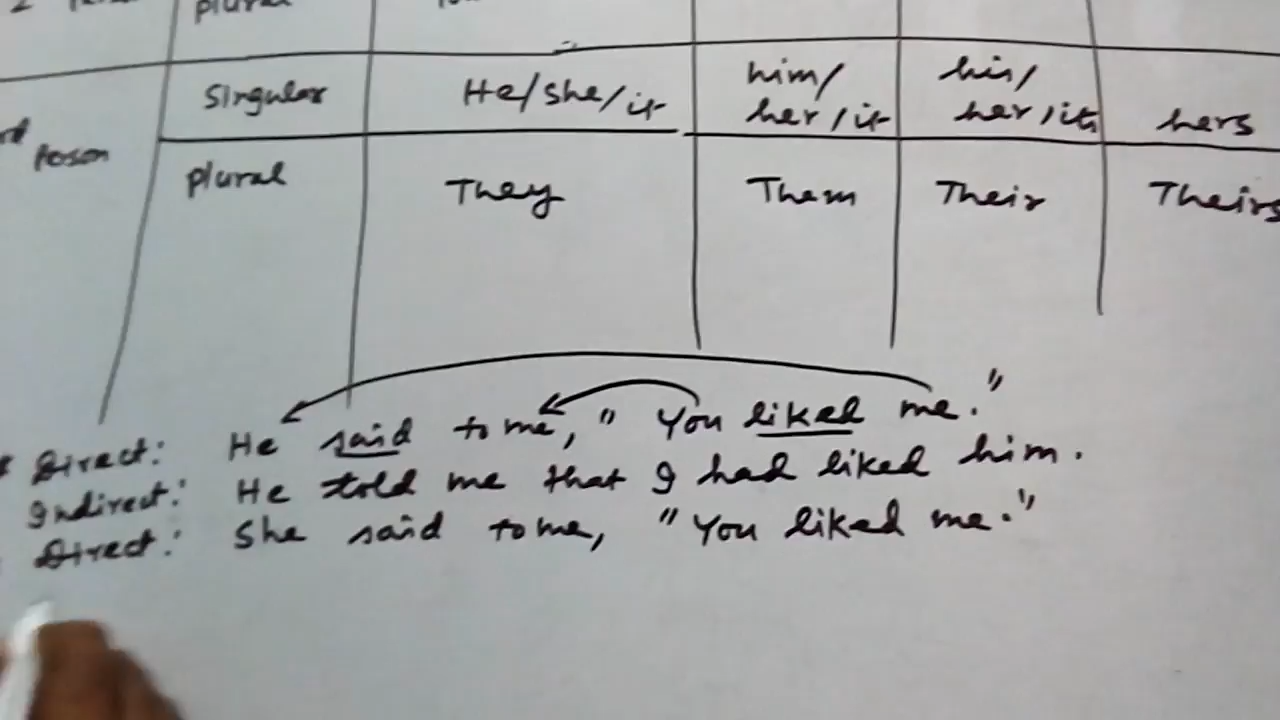 plural
Singular He/she/it him/ his/
her/it her/its hers
Person
plural They Them Their Theirs
Direct: He said to me, " You liked me."
Indirect: He told me that I had liked him.
Direct: She said to me, "You liked me."